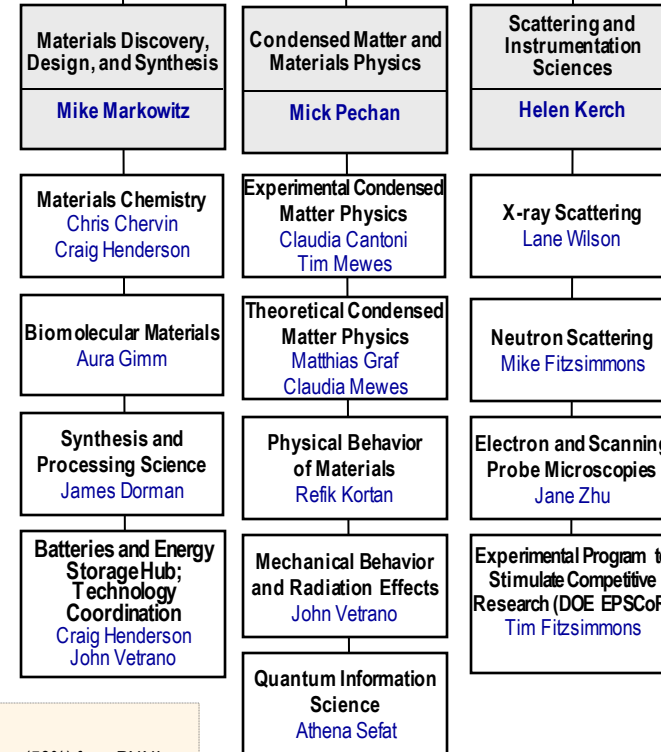 Materials Discovery,
Design, and Synthesis
Mike Markowitz
Materials Chemistry
Chris Chervin
Craig Henderson
Biomolecular Materials
Aura Gimm
Synthesis and
Processing Science
James Dorman
Batteries and Energy
Storage Hub;
Technology
Coordination
Craig Henderson
John Vetrano
Condensed Matter and
Materials Physics
Mick Pechan
Experimental Condensed
Matter Physics
Claudia Cantoni
Tim Mewes
Theoretical Condensed
Matter Physics
Matthias Graf
Claudia Mewes
Physical Behavior
of Materials
Refik Kortan
Mechanical Behavior
and Radiation Effects
John Vetrano
Quantum Information
Science
Athena Sefat
Scattering and
Instrumentation
Sciences
Helen Kerch
X-ray Scattering
Lane Wilson
Neutron Scattering
Mike Fitzsimmons
Electron and Scanning
Probe Microscopies
Jane Zhu
Experimental Program
Stimulate Competitive
Research (DOE EPSCoR
Tim Fitzsimmons